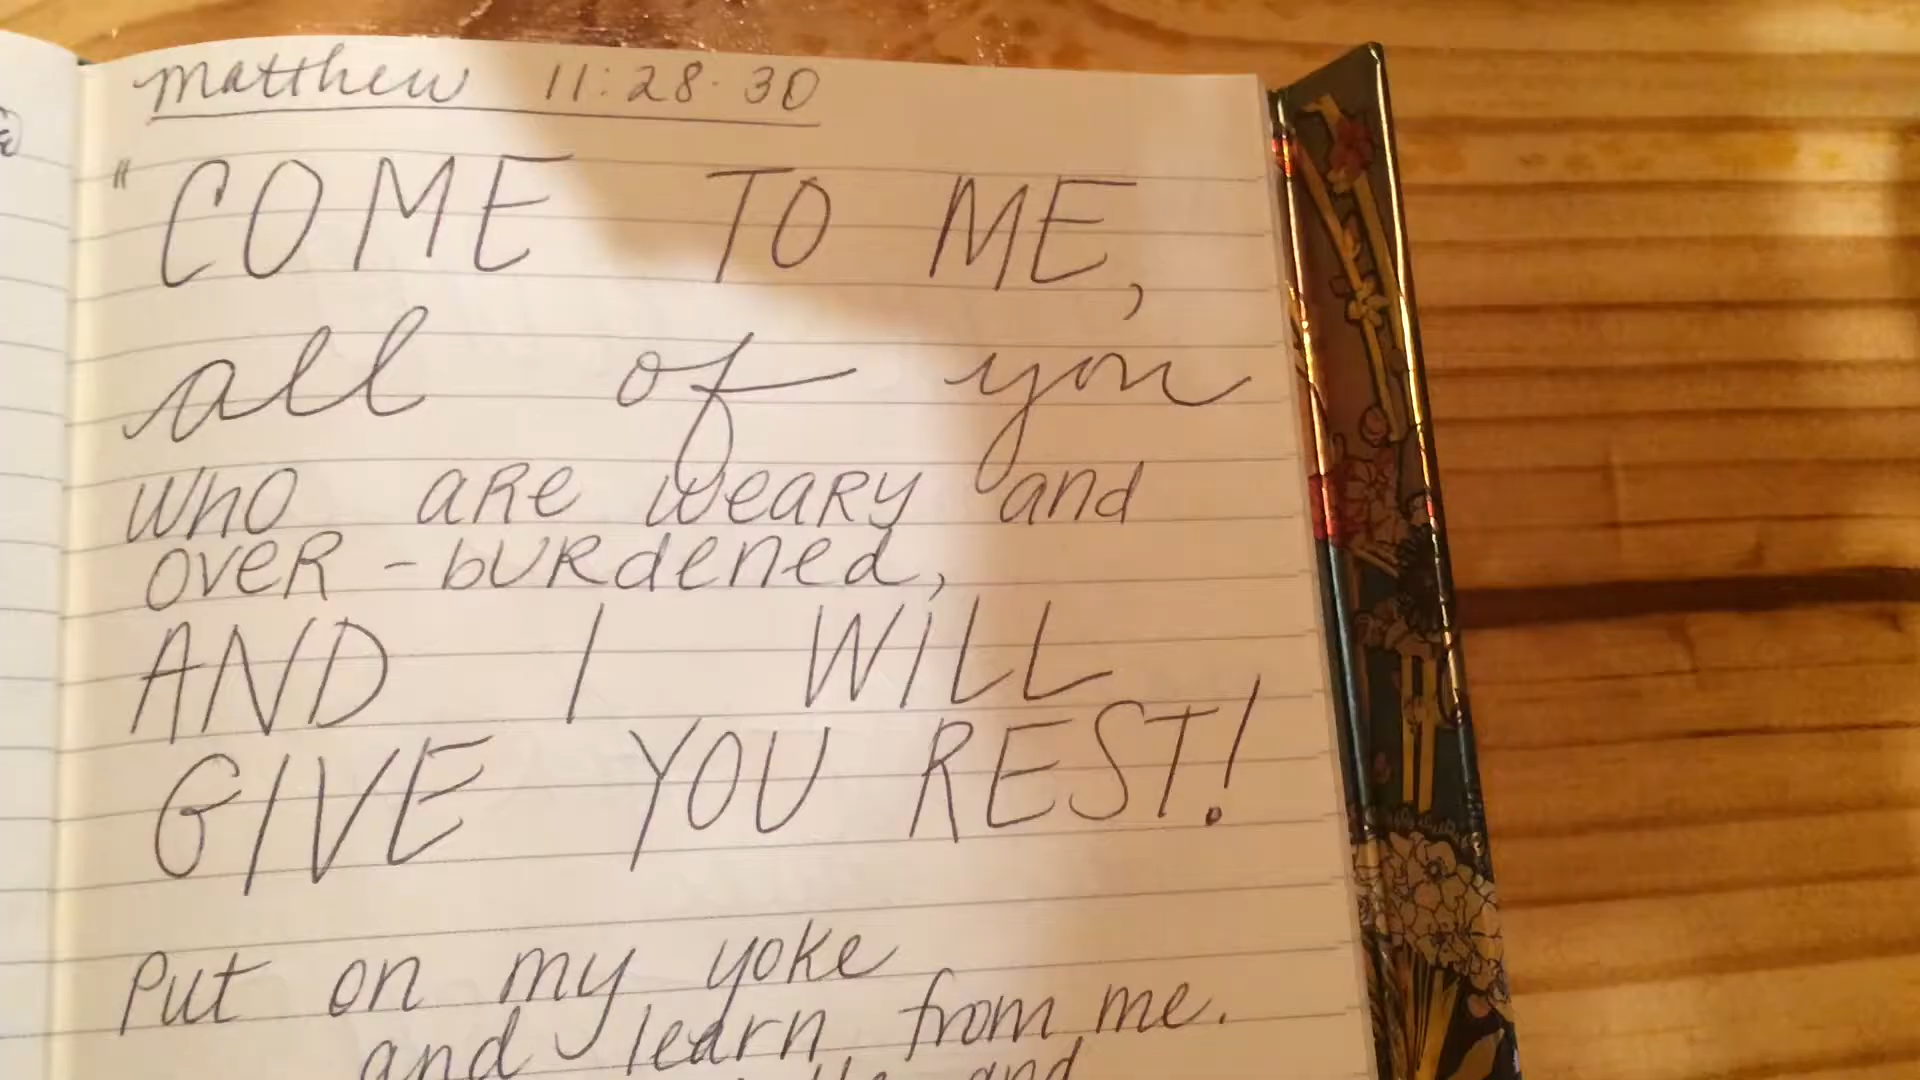 Matthew 11:28-30
"COME TO ME,
all of you
who are weary and
over-burdened,
AND I WILL
GIVE YOU REST!
Put on my yoke
and learn from me.
and